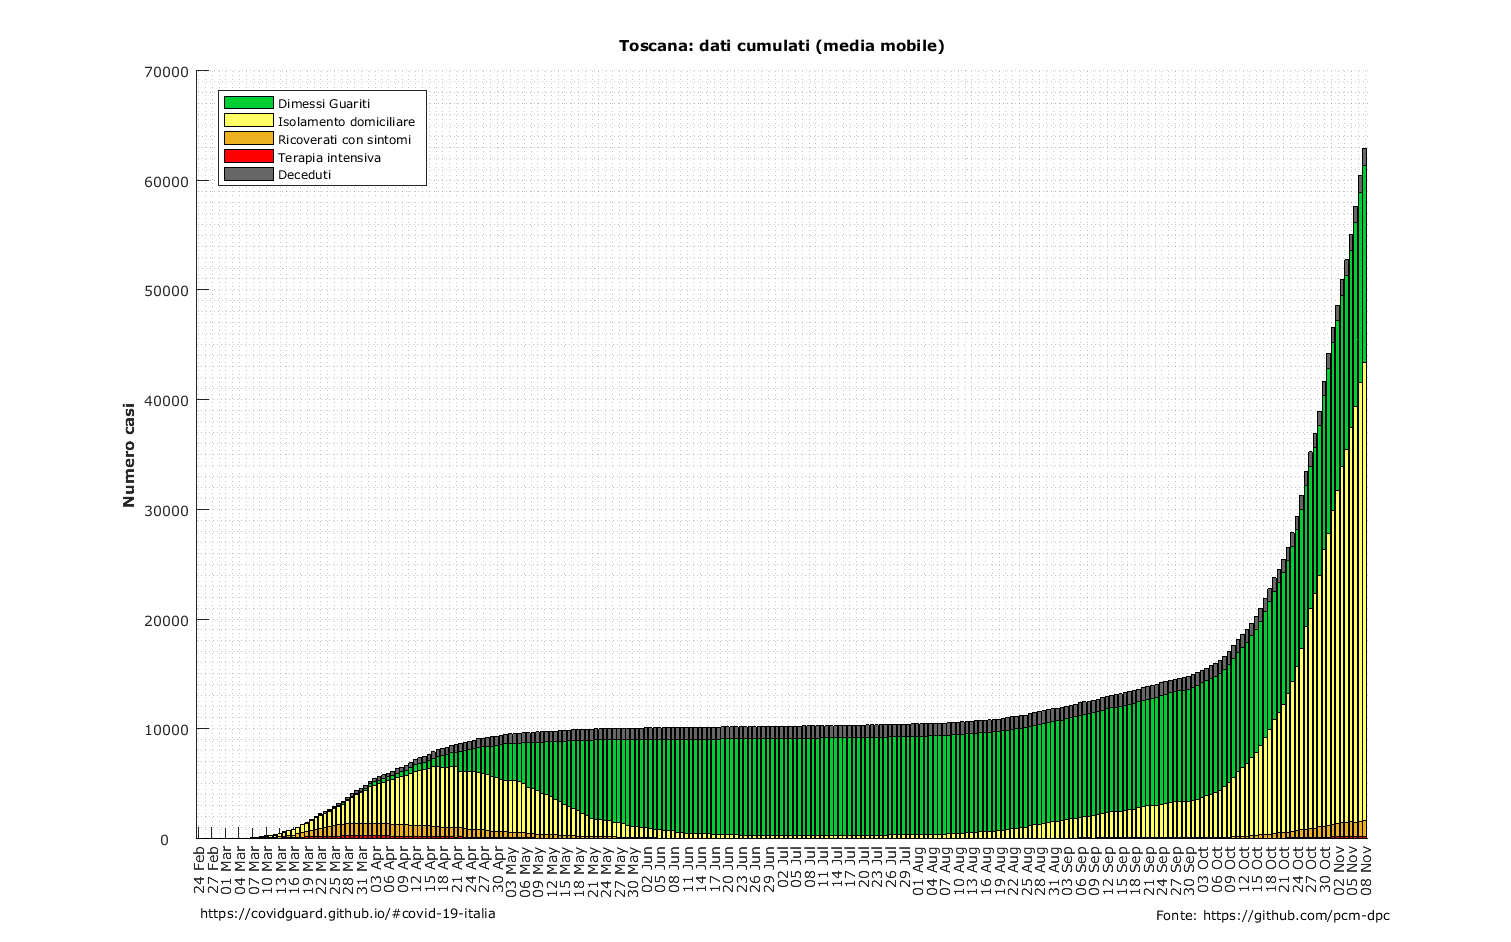 Toscana: dati cumulati (media mobile)
70000
60000
50000
40000
30000
20000
10000
0
Numero casi
Dimessi Guariti
Isolamento domiciliare
Ricoverati con sintomi
Terapia intensiva
Deceduti
24 Feb
27 Feb
01 Mar
04 Mar
07 Mar
10 Mar
13 Mar
16 Mar
19 Mar
22 Mar
25 Mar
28 Mar
31 Mar
03 Apr
06 Apr
09 Apr
12 Apr
15 Apr
18 Apr
21 Apr
24 Apr
27 Apr
30 Apr
03 May
06 May
09 May
12 May
15 May
18 May
21 May
24 May
27 May
30 May
02 Jun
05 Jun
08 Jun
11 Jun
14 Jun
17 Jun
20 Jun
23 Jun
26 Jun
29 Jun
02 Jul
05 Jul
08 Jul
11 Jul
14 Jul
17 Jul
20 Jul
23 Jul
26 Jul
29 Jul
01 Aug
04 Aug
07 Aug
10 Aug
13 Aug
16 Aug
19 Aug
22 Aug
25 Aug
28 Aug
31 Aug
03 Sep
06 Sep
09 Sep
12 Sep
15 Sep
18 Sep
21 Sep
24 Sep
27 Sep
30 Sep
03 Oct
06 Oct
09 Oct
12 Oct
15 Oct
18 Oct
21 Oct
24 Oct
27 Oct
30 Oct
02 Nov
05 Nov
08 Nov
https://covidguard.github.io/#covid-19-italia
Fonte: https://github.com/pcm-dpc